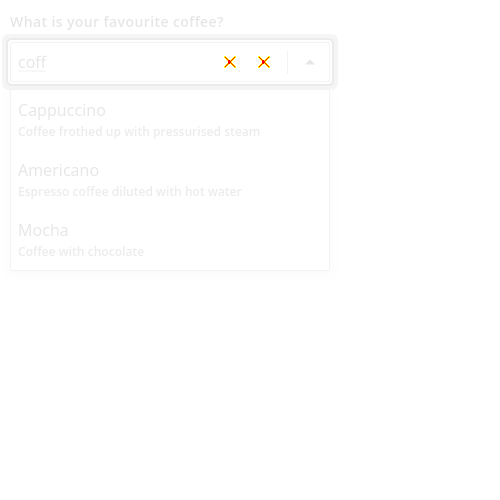 What is your favourite coffee?
coff
Cappuccino
Coffee frothed up with pressurised steam
Americano
Espresso coffee diluted with hot water
Mocha
Coffee with chocolate